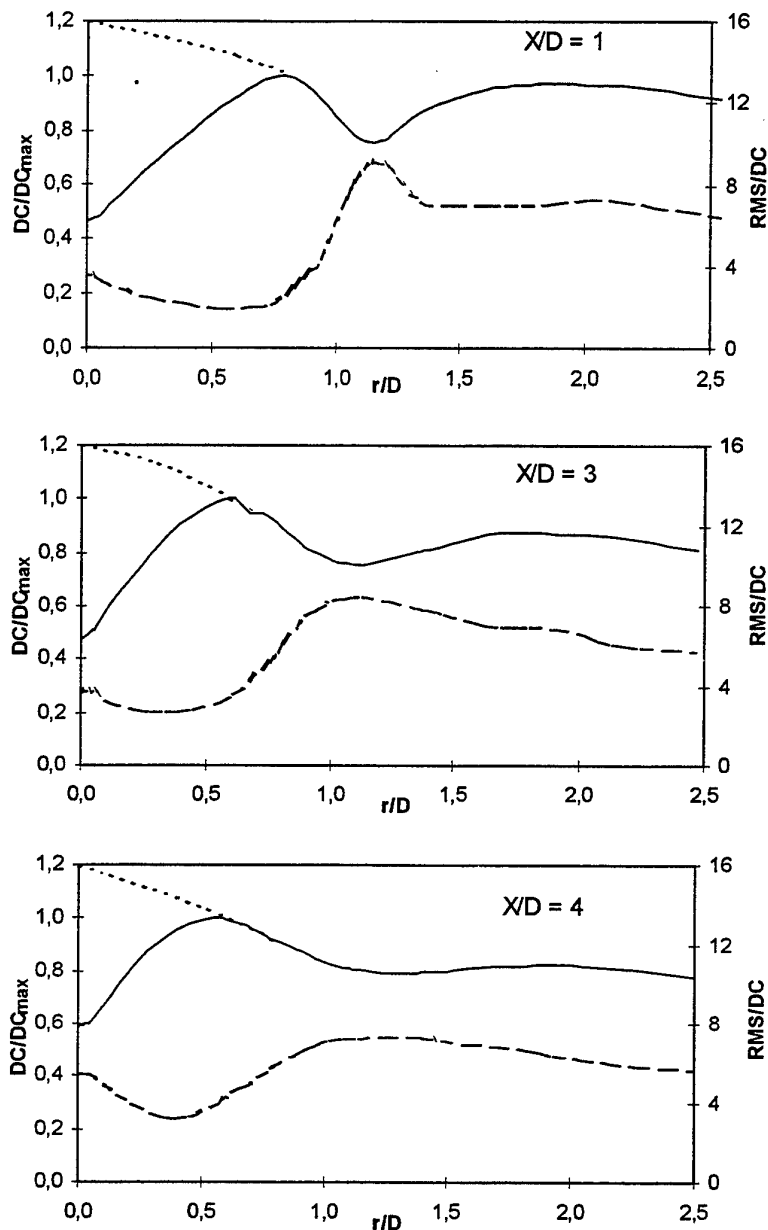 X/D = 1
DC/DCmax
1,2
1,0
0,8
0,6
0,4
0,2
0,0
RMS/DC
16
12
8
4
0
0,0 0,5 1,0 1,5 2,0 2,5
r/D
X/D = 3
DC/DCmax
1,2
1,0
0,8
0,6
0,4
0,2
0,0
RMS/DC
16
12
8
4
0
0,0 0,5 1,0 1,5 2,0 2,5
r/D
X/D = 4
DC/DCmax
1,2
1,0
0,8
0,6
0,4
0,2
0,0
RMS/DC
16
12
8
4
0
0,0 0,5 1,0 1,5 2,0 2,5
r/D